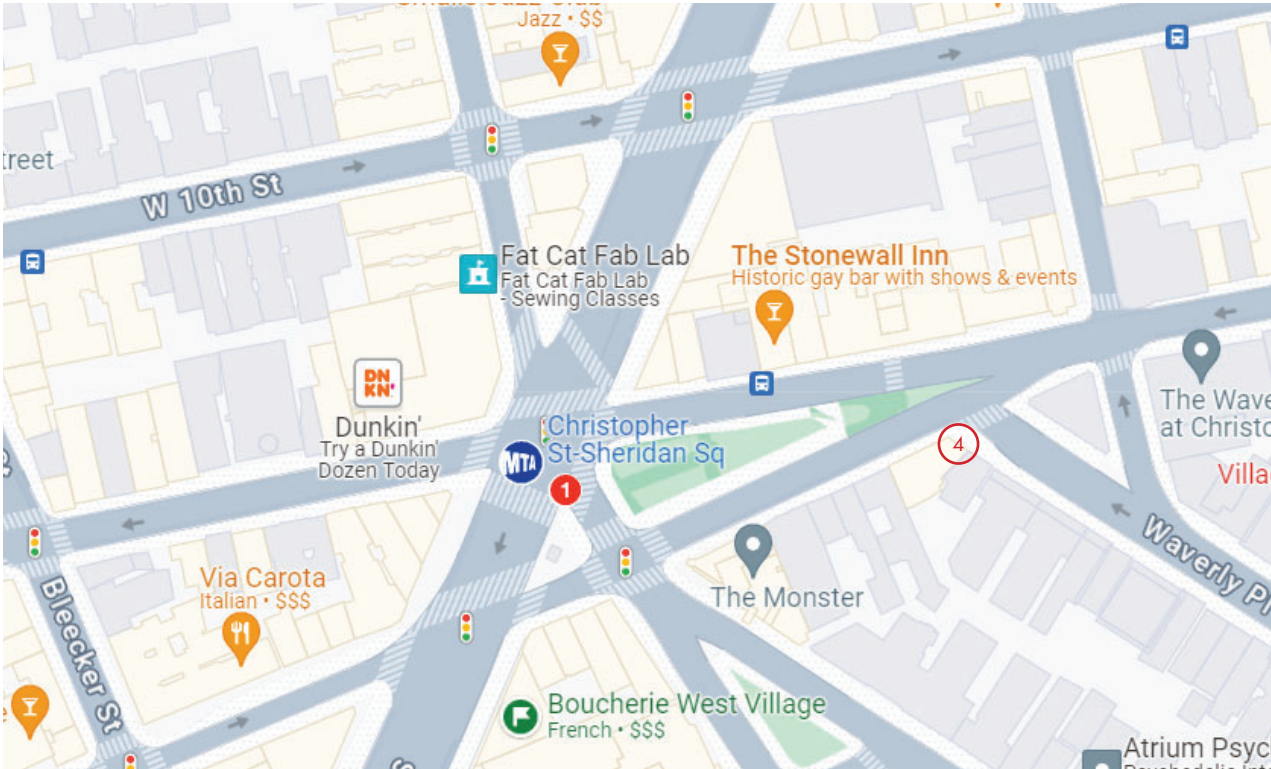 Jazz • $$
W 10th St
Fat Cat Fab Lab
Fat Cat Fab Lab
- Sewing Classes
The Stonewall Inn
Historic gay bar with shows & events
DN
KN'
Dunkin'
Try a Dunkin'
Dozen Today
Christopher
St-Sheridan Sq
MTA
1
The Wave
at Christo
4
Villa
Waverly Pl
The Monster
Via Carota
Italian • $$$
Bleecker St
Boucherie West Village
French • $$$
Atrium Psyc